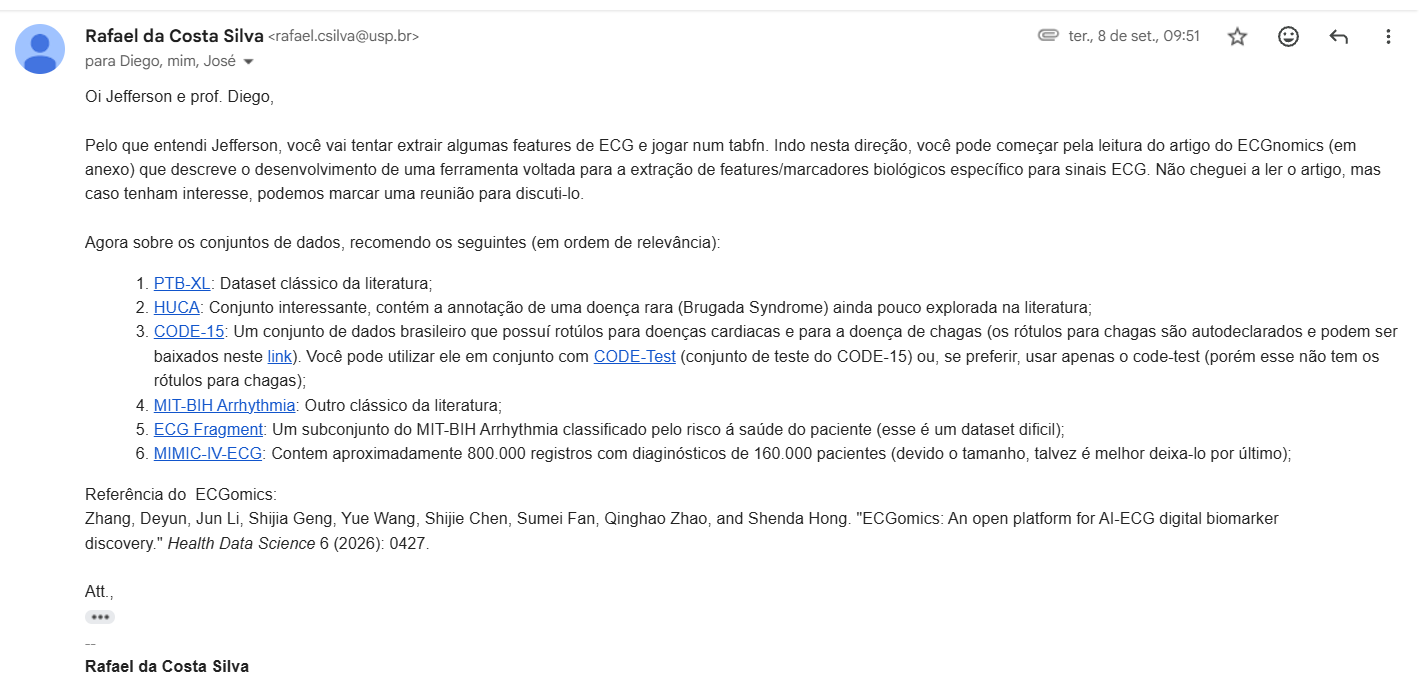 Rafael da Costa Silva <rafael.csilva@usp.br>
ter., 8 de set., 09:51
para Diego, mim, José
Oi Jefferson e prof. Diego,
Pelo que entendi Jefferson, você vai tentar extrair algumas features de ECG e jogar num tabfn. Indo nesta direção, você pode começar pela leitura do artigo do ECGnomics (em
anexo) que descreve o desenvolvimento de uma ferramenta voltada para a extração de features/marcadores biológicos específico para sinais ECG. Não cheguei a ler o artigo, mas
caso tenham interesse, podemos marcar uma reunião para discuti-lo.
Agora sobre os conjuntos de dados, recomendo os seguintes (em ordem de relevância):
1. PTB-XL: Dataset clássico da literatura;
2. HUCA: Conjunto interessante, contém a annotação de uma doença rara (Brugada Syndrome) ainda pouco explorada na literatura;
3. CODE-15: Um conjunto de dados brasileiro que possuí rotúlos para doenças cardiacas e para a doença de chagas (os rótulos para chagas são autodeclarados e podem ser
baixados neste link). Você pode utilizar ele em conjunto com CODE-Test (conjunto de teste do CODE-15) ou, se preferir, usar apenas o code-test (porém esse não tem os
rótulos para chagas);
4. MIT-BIH Arrhythmia: Outro clássico da literatura;
5. ECG Fragment: Um subconjunto do MIT-BIH Arrhythmia classificado pelo risco á saúde do paciente (esse é um dataset dificil);
6. MIMIC-IV-ECG: Contem aproximadamente 800.000 registros com diagnósticos de 160.000 pacientes (devido o tamanho, talvez é melhor deixa-lo por último);
Referência do  ECGomics:
Zhang, Deyun, Jun Li, Shijia Geng, Yue Wang, Shijie Chen, Sumei Fan, Qinghao Zhao, and Shenda Hong. "ECGomics: An open platform for AI-ECG digital biomarker
discovery." Health Data Science 6 (2026): 0427.
Att.,
--
Rafael da Costa Silva